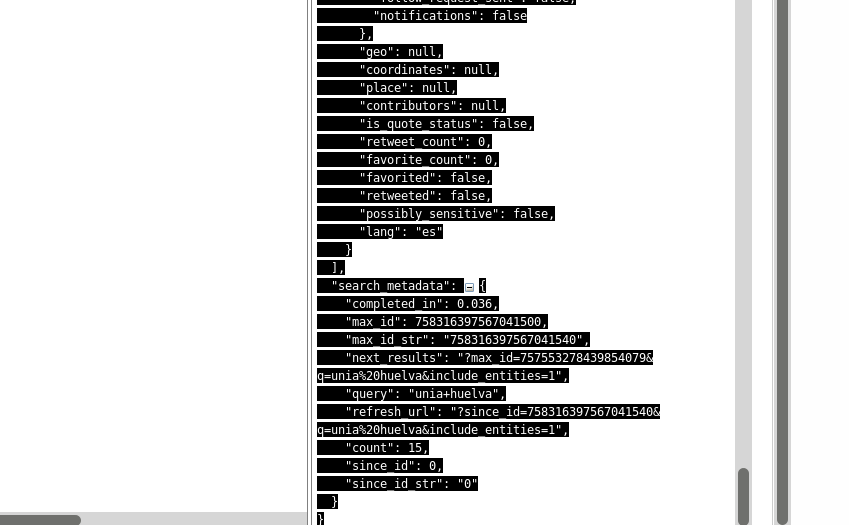 "follow_request_sent": false,
"notifications": false
},
"geo": null,
"coordinates": null,
"place": null,
"contributors": null,
"is_quote_status": false,
"retweet_count": 0,
"favorite_count": 0,
"favorited": false,
"retweeted": false,
"possibly_sensitive": false,
"lang": "es"
}
],
"search_metadata": {
"completed_in": 0.036,
"max_id": 758316397567041500,
"max_id_str": "758316397567041540",
"next_results": "?max_id=757553278439854079&
q=unia%20huelva&include_entities=1",
"query": "unia+huelva",
"refresh_url": "?since_id=758316397567041540&
q=unia%20huelva&include_entities=1",
"count": 15,
"since_id": 0,
"since_id_str": "0"
}
}